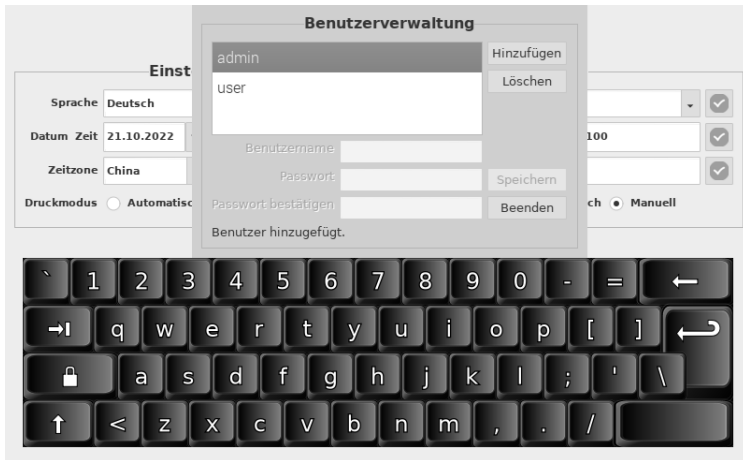 Benutzerverwaltung
admin
user
Hinzufügen
Löschen
Benutzername
Passwort
Passwort bestätigen
Speichern
Beenden
Benutzer hinzugefügt.
Einst
Sprache Deutsch
Datum Zeit 21.10.2022
100
Zeitzone China
Druckmodus Automatisc
ch Manuell
` 1 2 3 4 5 6 7 8 9 0 - = ←
q w e r t y u i o p [ ]
a s d f g h j k l ; ' \
< z x c v b n m , . /